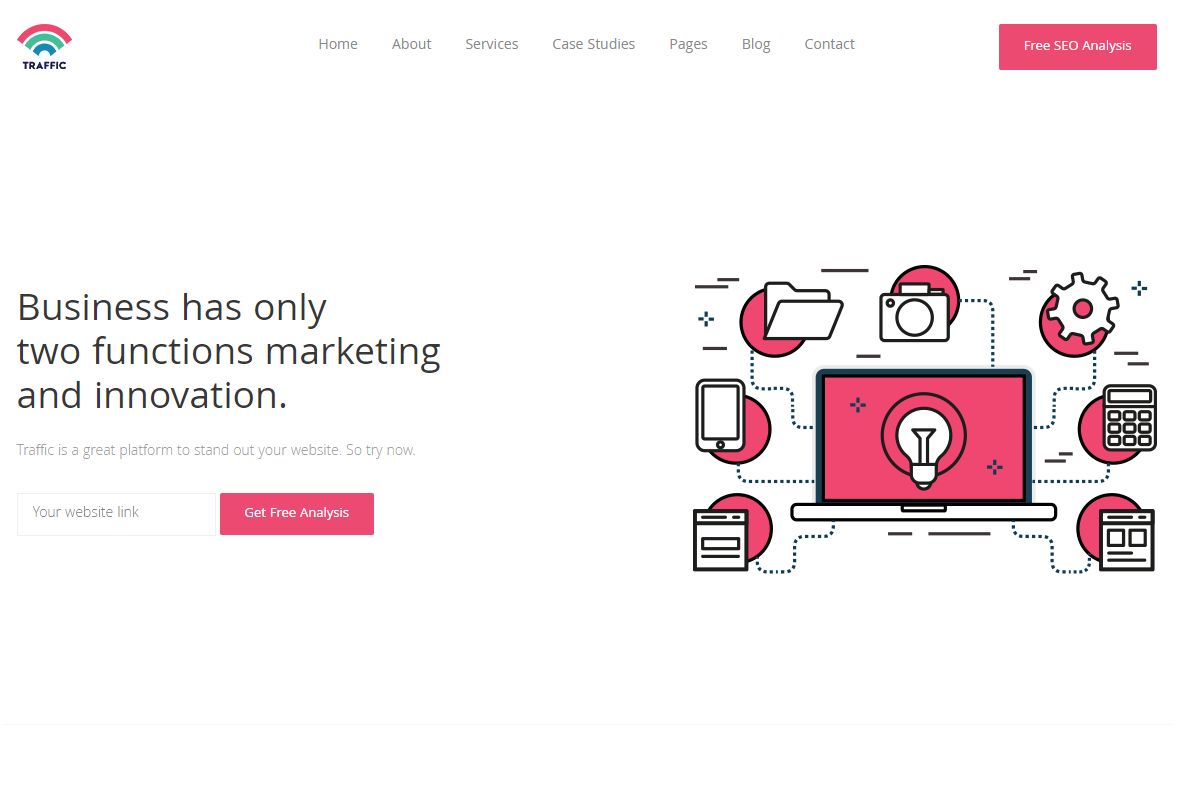 TRAFFIC
Home About Services Case Studies Pages Blog Contact
Free SEO Analysis
Business has only
two functions marketing
and innovation.
Traffic is a great platform to stand out your website. So try now.
Your website link
Get Free Analysis